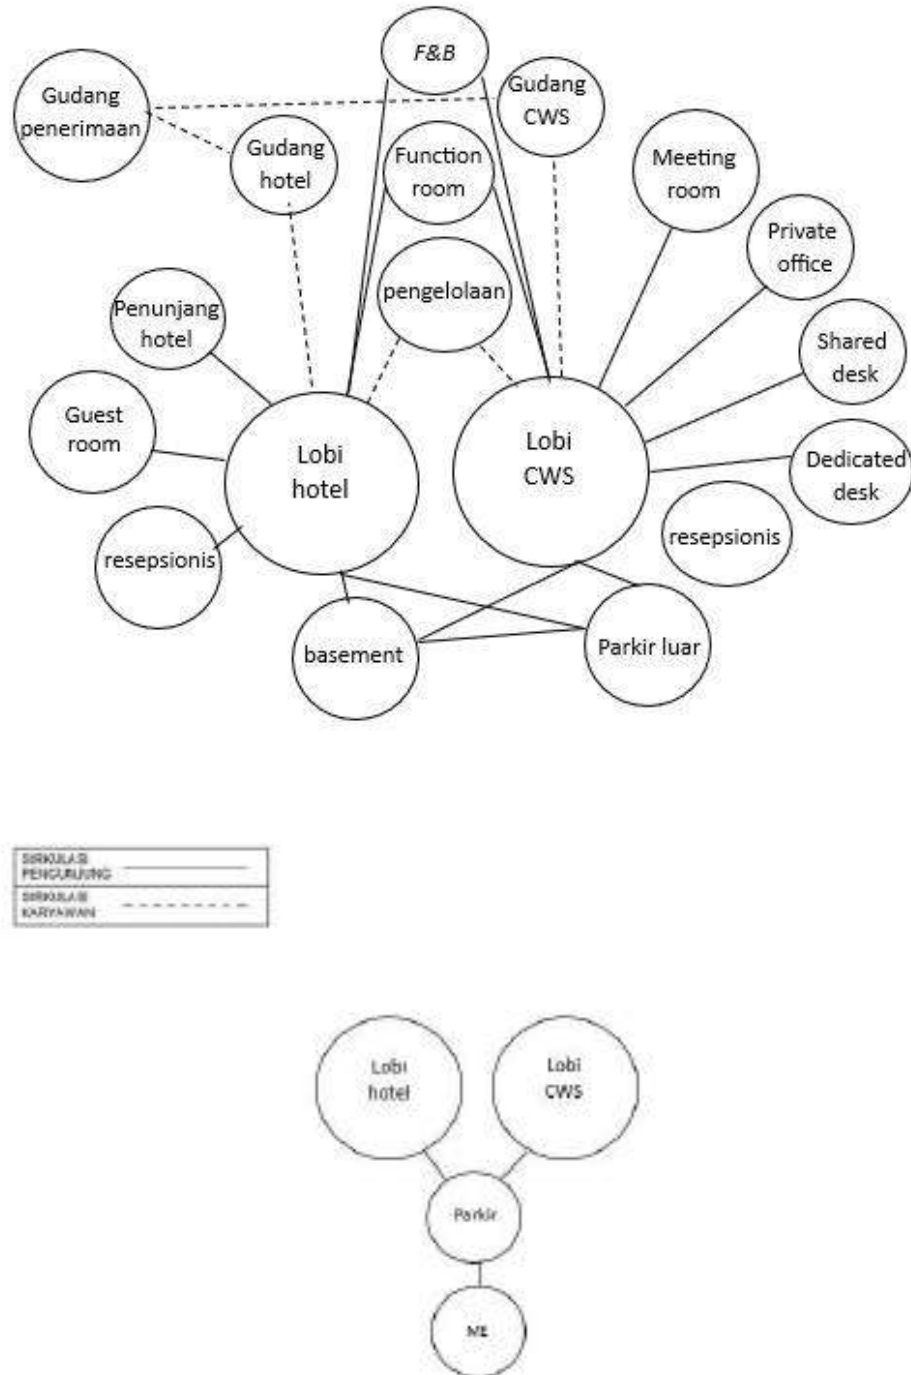 F&B
Gudang
penerimaan
Gudang
CWS
Gudang
hotel
Function
room
Meeting
room
Private
office
pengelolaan
Penunjang
hotel
Shared
desk
Guest
room
Lobi
hotel
Lobi
CWS
Dedicated
desk
resepsionis
resepsionis
basement
Parkir luar
SIRKULASI
PENGUNJUNG
SIRKULASI
KARYAWAN
Lobi
hotel
Lobi
CWS
Parkir
ME